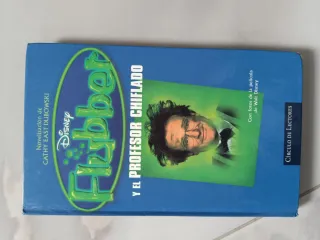 Novelización de
CATHY EAST DUBOWSKI
DISNEY
Flubber
Y EL PROFESOR CHIFLADO
Con fotos de la película
de Walt Disney
CÍRCULO DE LECTORES